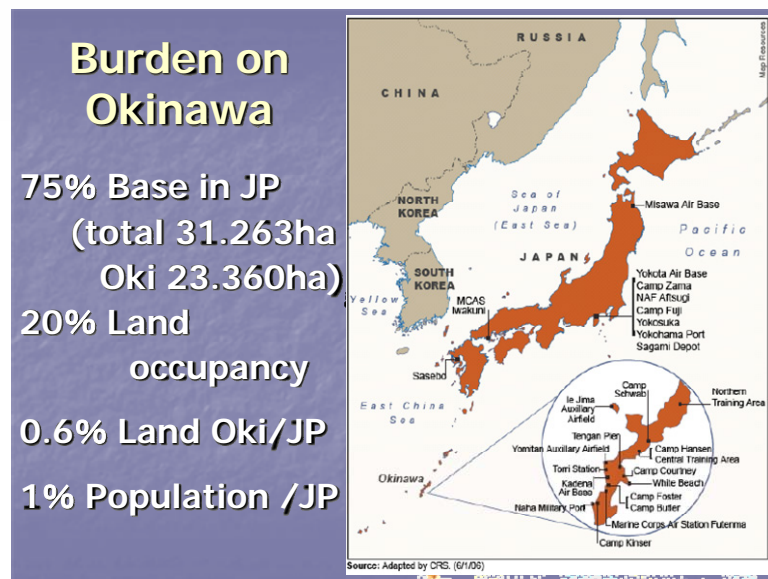 Burden on
Okinawa
75% Base in JP
(total 31.263ha
Oki 23.360ha)
20% Land
occupancy
0.6% Land Oki/JP
1% Population /JP
RUSSIA
Map Resources
CHINA
NORTH
KOREA
Sea of
Japan
(East Sea)
Misawa Air Base
Pacific
Ocean
JAPAN
SOUTH
KOREA
Yellow
Sea
MCAS
Iwakuni
Yokota Air Base
Camp Zama
NAF Atsugi
Camp Fuji
Yokosuka
Yokohama Port
Sagami Depot
Sasebo
East China
Sea
Okinawa
Camp
Schwab
Northern
Training Area
Ie Jima
Auxiliary
Airfield
Tengan Pier
Yomitan Auxiliary Airfield
Camp Hansen
Central Training Area
Torri Station
Camp Courtney
Kadena
Air Base
White Beach
Camp Foster
Camp Butler
Naha Military Port
Marine Corps Air Station Futenma
Camp Kinser
Source: Adapted by CRS. (6/1/06)